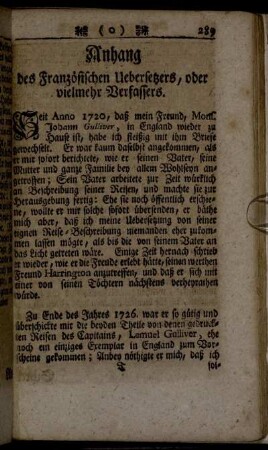 ( o ) 289
Anhang
des Französischen Uebersetzers, oder
vielmehr Verfassers.
Seit Anno 1720, daß mein Freund, Monſ.
Johann Gulliver, in England wieder zu
Hause ist, habe ich fleißig mit ihm Briefe
gewechselt. Er war kaum daselbst angekommen, als
er mir sofort berichtete, wie er seinen Vater, seine
Mutter und ganze Familie bey allem Wohlseyn an-
getroffen; Sein Vater arbeitete zur Zeit würklich
an Beschreibung seiner Reisen, und machte sie zur
Herausgebung fertig: Ehe sie noch öffentlich erschie-
ne, wollte er mir solche sofort übersenden, er bäthe
mich aber, daß ich meine Uebersetzung von seiner
eignen Reise-Beschreibung niemanden eher zukom-
men lassen mögte, als bis die von seinem Vater an
das Licht getreten wäre. Einige Zeit hernach schrieb
er wieder, wie er die Freude erlebt hätte, seinen werthen
Freund Harrington anzutreffen, und daß er sich mit
einer von seinen Töchtern nächstens verheyrathen
würde.
Zu Ende des Jahres 1726. war er so gütig und
überschickte mir die beyden Theile von denen gedruck-
ten Reisen des Capitains, Lemuel Gulliver, ehe
noch ein einziges Exemplar in England zum Vor-
scheine gekommen; Anbey nöthigte er mich, daß ich
T sol-